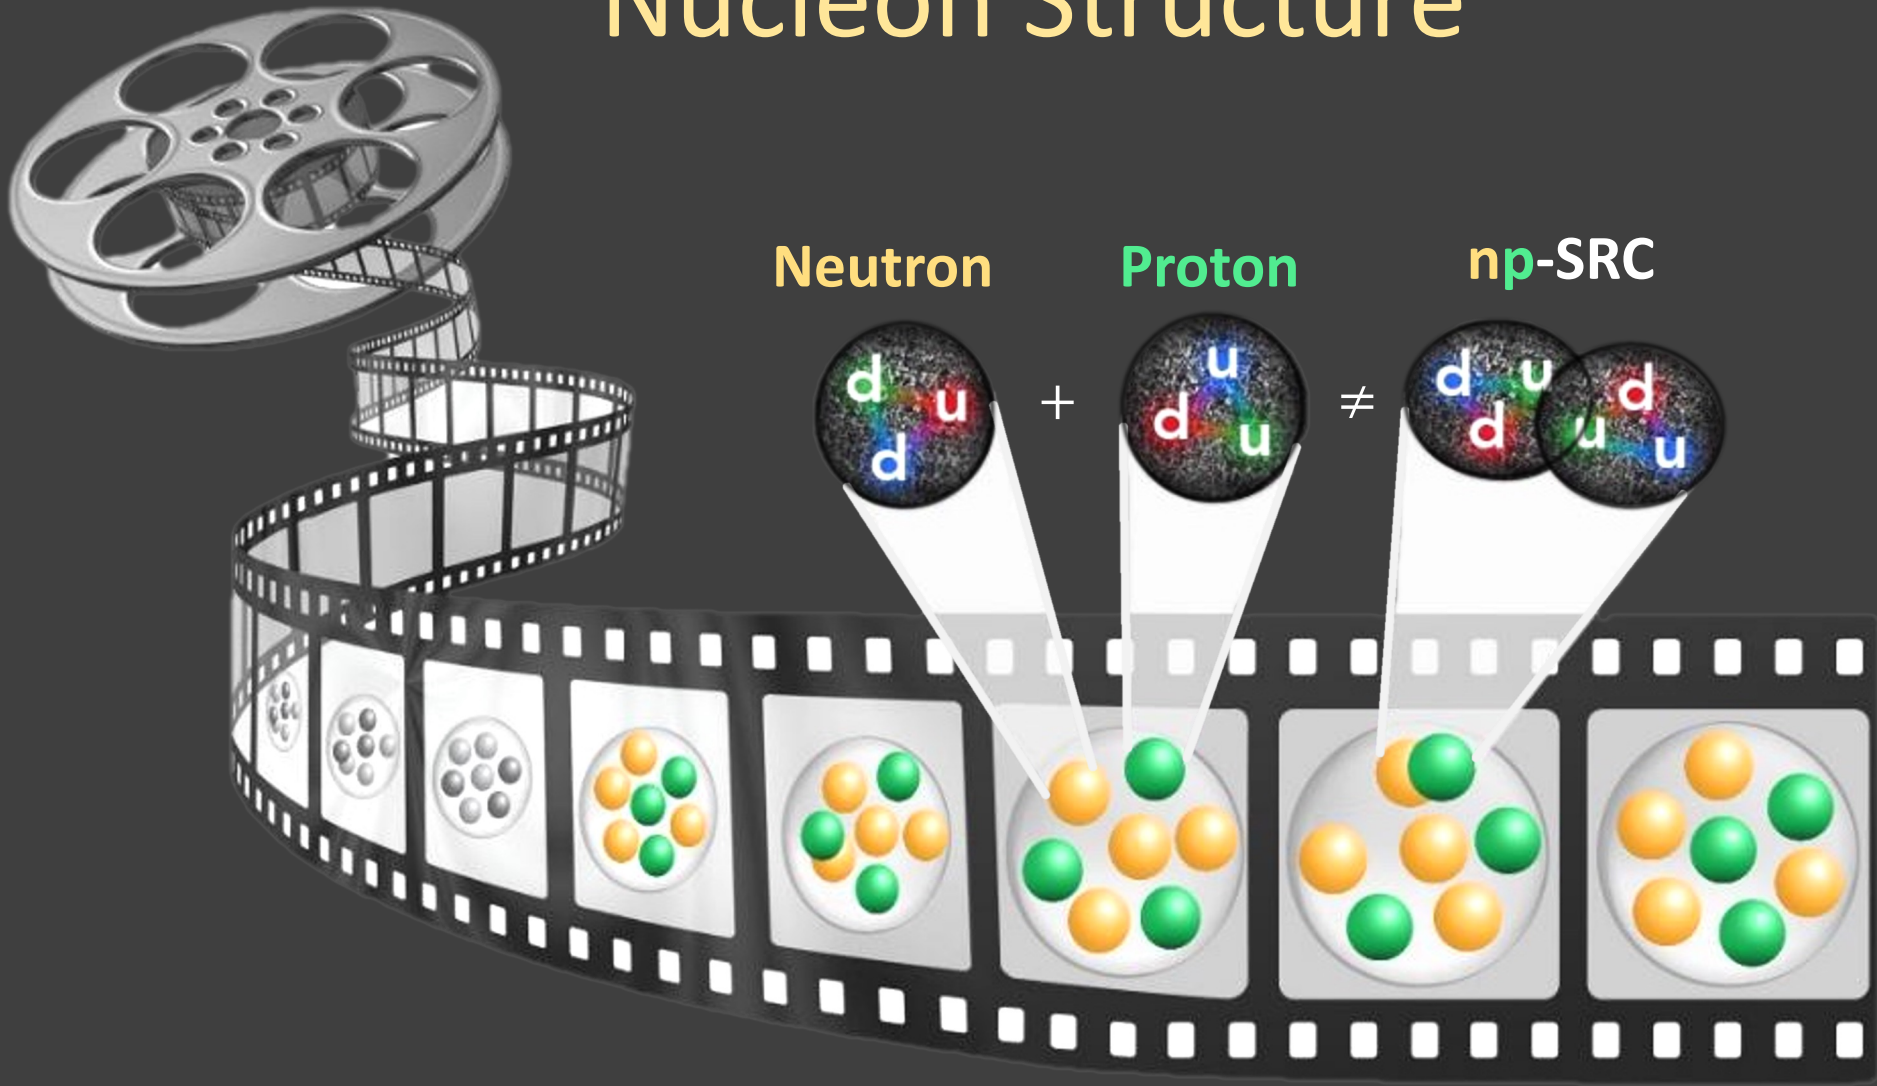 Nucleon Structure
Neutron Proton np-SRC
d u d + u d u ≠ d u d d u u